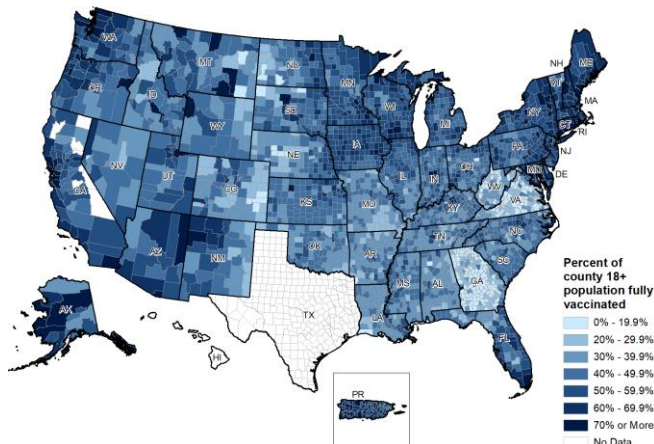 WA
MT
ND
MN
ME
NH
VT
OR
ID
SD
WI
MI
NY
MA
CT
RI
WY
IA
PA
NJ
NV
NE
IL
IN
OH
MD
DE
CA
UT
CO
KS
MO
KY
WV
VA
AZ
NM
OK
AR
TN
NC
SC
MS
AL
GA
TX
LA
FL
AK
HI
PR
Percent of
county 18+
population fully
vaccinated
0% - 19.9%
20% - 29.9%
30% - 39.9%
40% - 49.9%
50% - 59.9%
60% - 69.9%
70% or More
No Data